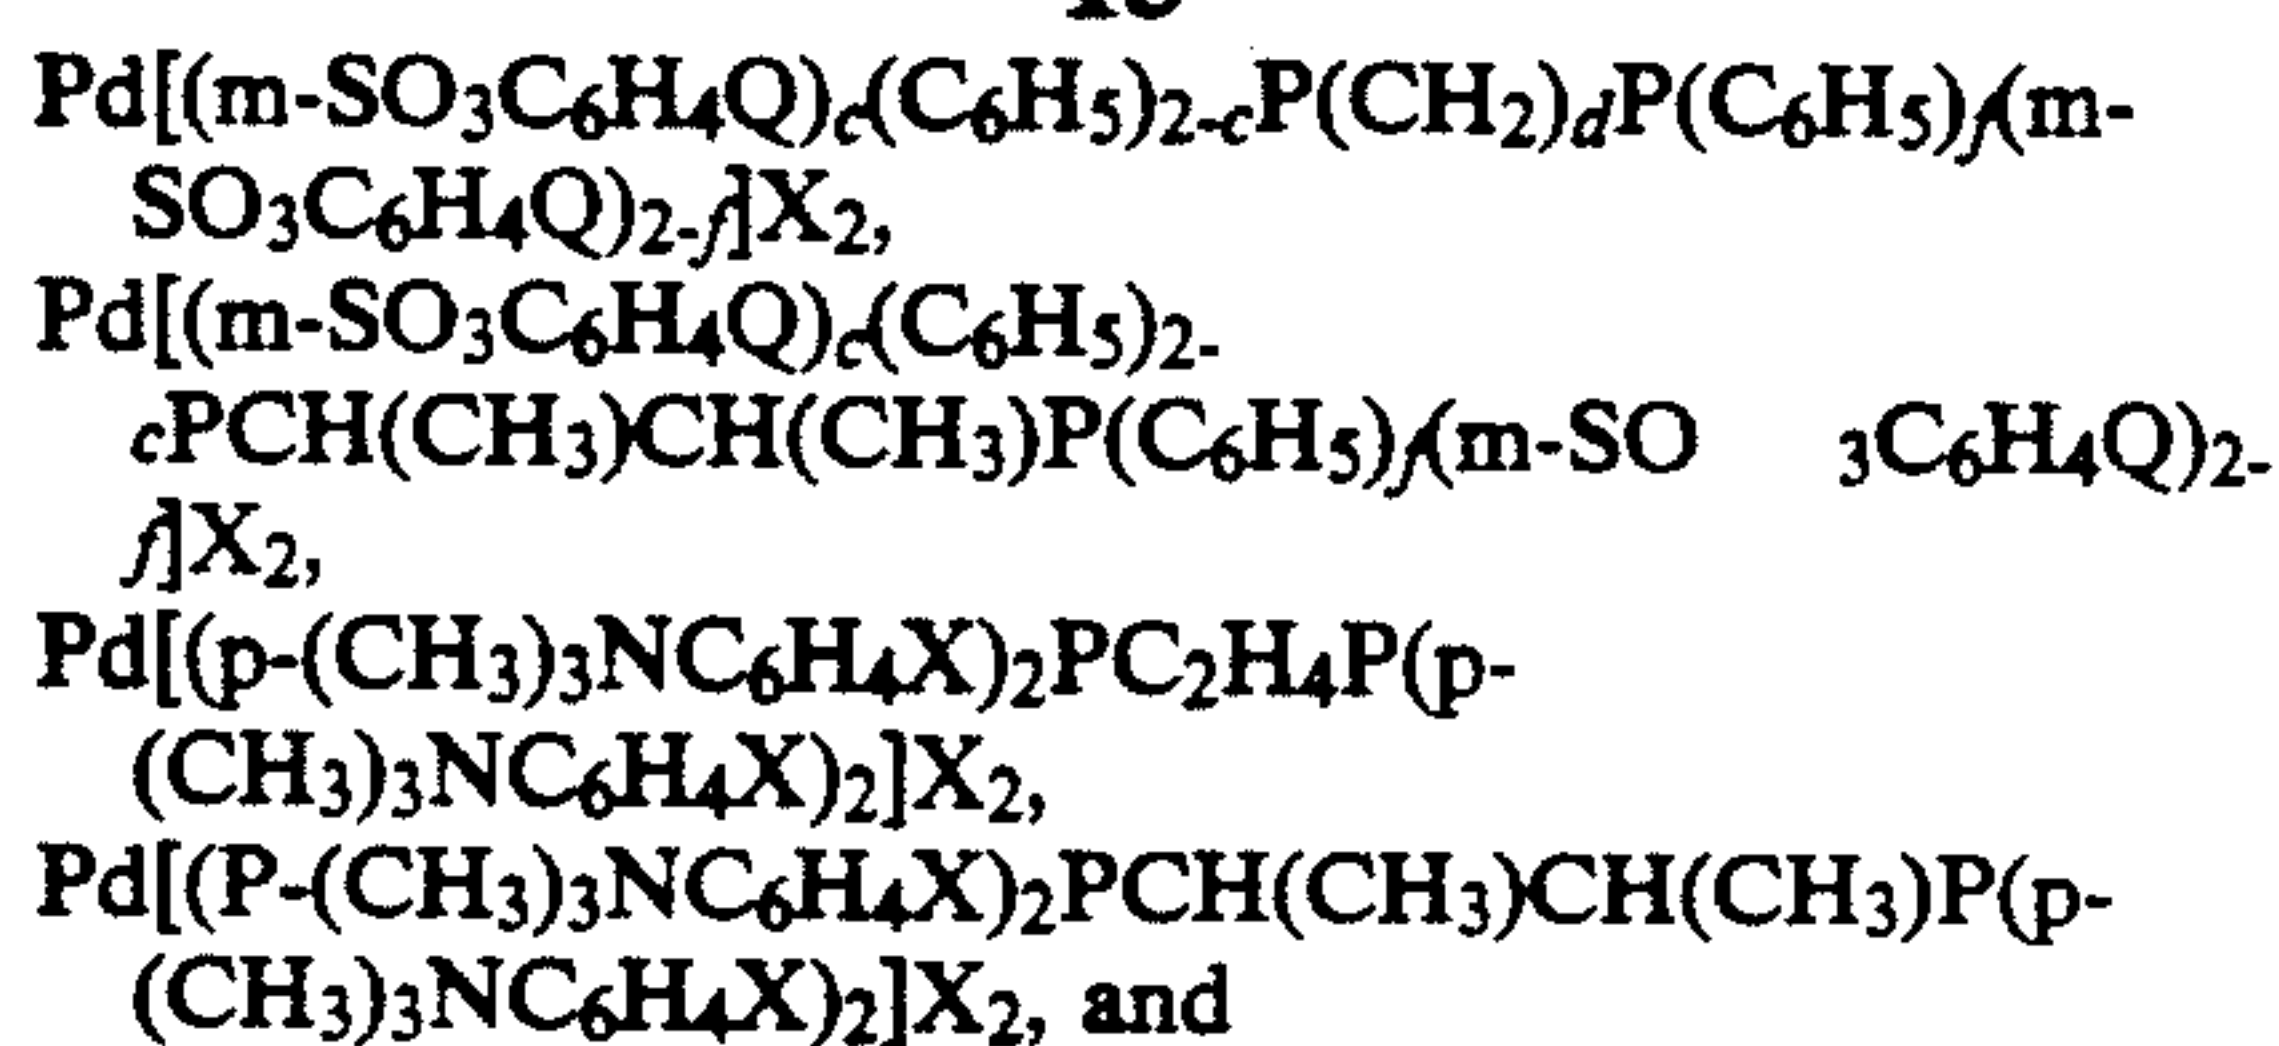 Pd[(m-SO3C6H4Q)c(C6H5)2-cP(CH2)dP(C6H5)f(m-
SO3C6H4Q)2-f]X2,
Pd[(m-SO3C6H4Q)c(C6H5)2-
cPCH(CH3)CH(CH3)P(C6H5)f(m-SO 3C6H4Q)2-
f]X2,
Pd[(p-(CH3)3NC6H4X)2PC2H4P(p-
(CH3)3NC6H4X)2]X2,
Pd[(P-(CH3)3NC6H4X)2PCH(CH3)CH(CH3)P(p-
(CH3)3NC6H4X)2]X2, and